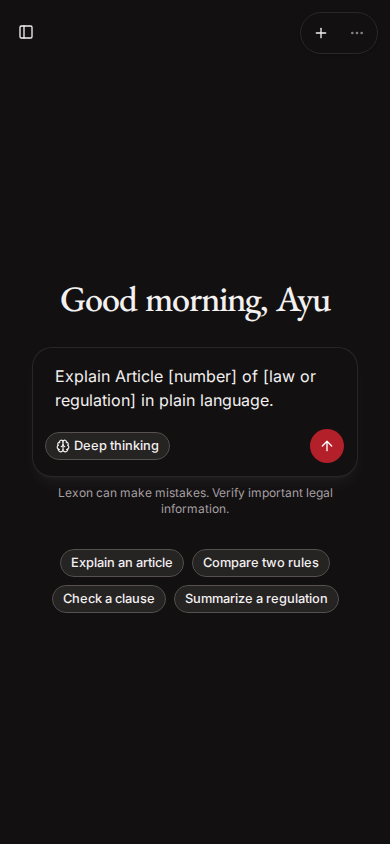 Good morning, Ayu
Explain Article [number] of [law or
regulation] in plain language.
Deep thinking
Lexon can make mistakes. Verify important legal
information.
Explain an article
Compare two rules
Check a clause
Summarize a regulation